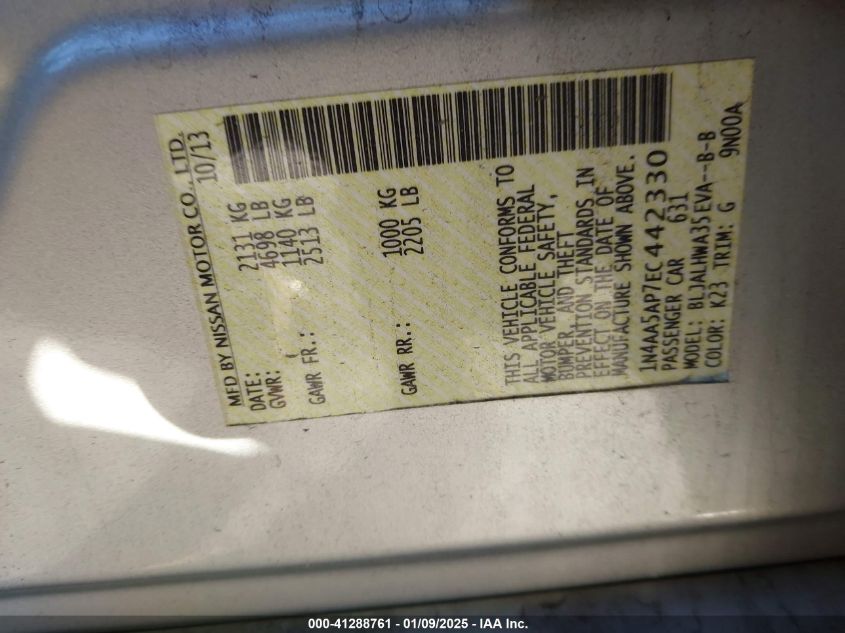 MFD BY NISSAN MOTOR CO., LTD.
DATE: 10/13
GVWR: 2131 KG
4698 LB
GAWR FR.: 1140 KG
2513 LB
GAWR RR.: 1000 KG
2205 LB
THIS VEHICLE CONFORMS TO
ALL APPLICABLE FEDERAL
MOTOR VEHICLE SAFETY,
BUMPER, AND THEFT
PREVENTION STANDARDS IN
EFFECT ON THE DATE OF
MANUFACTURE SHOWN ABOVE.
1N4AA5AP7EC442330
PASSENGER CAR 631
MODEL: BLJALHWA35EVA--B-B
COLOR: K23 TRIM: G 9N00A
000-41288761 - 01/09/2025 - IAA Inc.